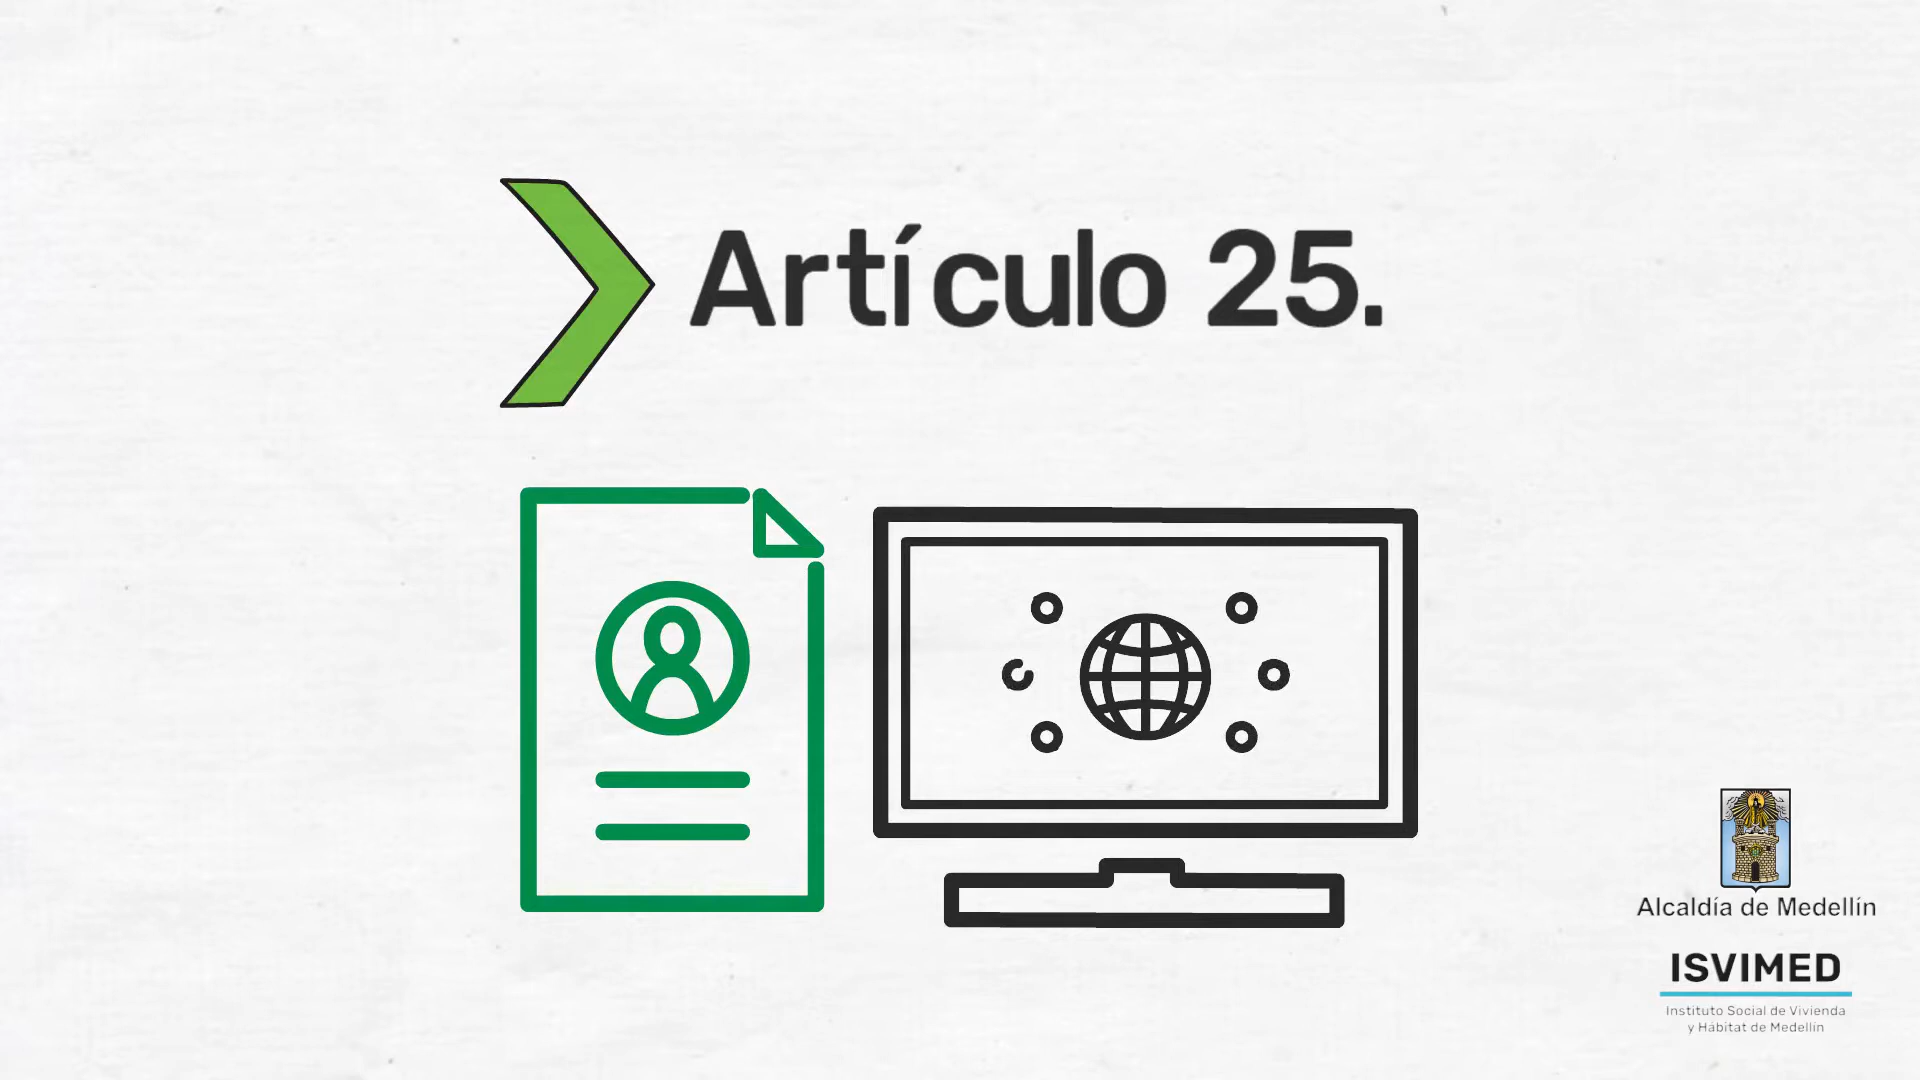 Artículo 25.
Alcaldía de Medellín
ISVIMED
Instituto Social de Vivienda
y Hábitat de Medellín